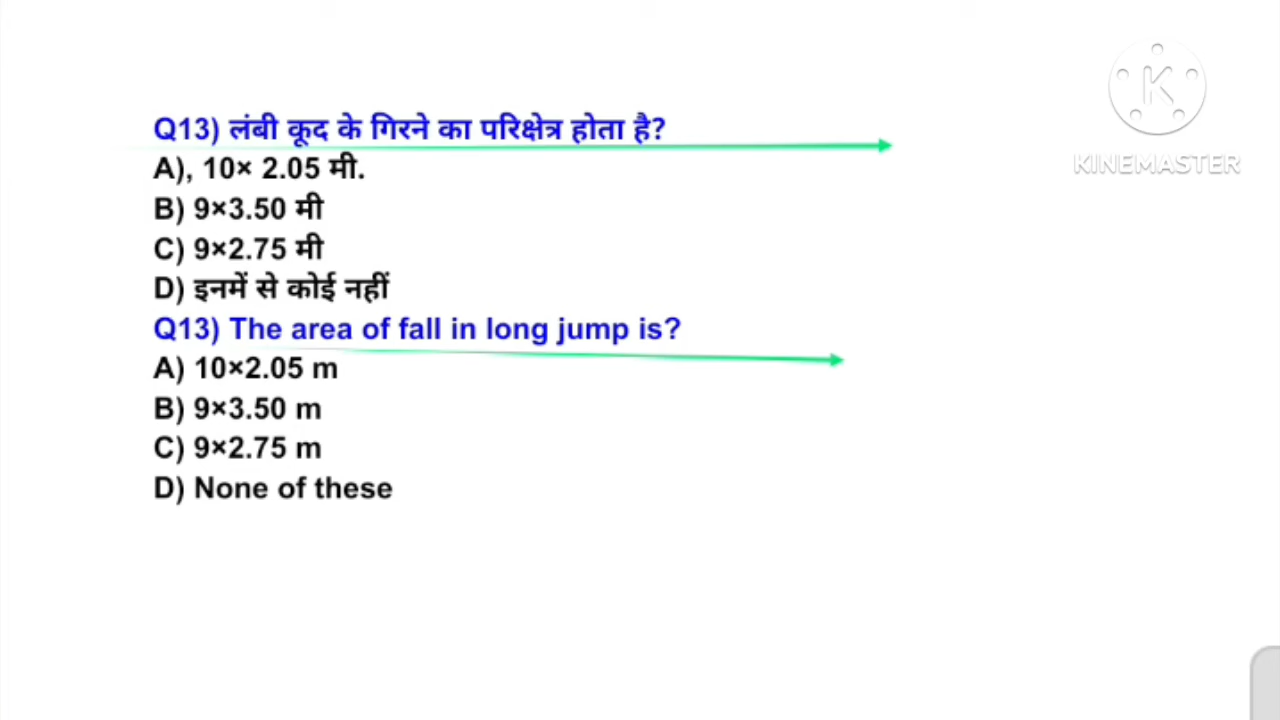 Q13) लंबी कूद के गिरने का परिक्षेत्र होता है?
A), 10× 2.05 मी.
B) 9×3.50 मी
C) 9×2.75 मी
D) इनमें से कोई नहीं
Q13) The area of fall in long jump is?
A) 10×2.05 m
B) 9×3.50 m
C) 9×2.75 m
D) None of these
K
KINEMASTER